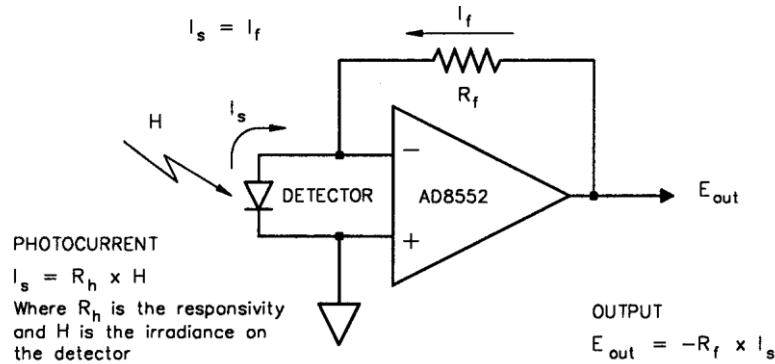 I_s = I_f
I_f
R_f
H
I_s
−
DETECTOR
AD8552
+
E_out
PHOTOCURRENT
I_s = R_h x H
Where R_h is the responsivity
and H is the irradiance on
the detector
OUTPUT
E_out = −R_f x I_s